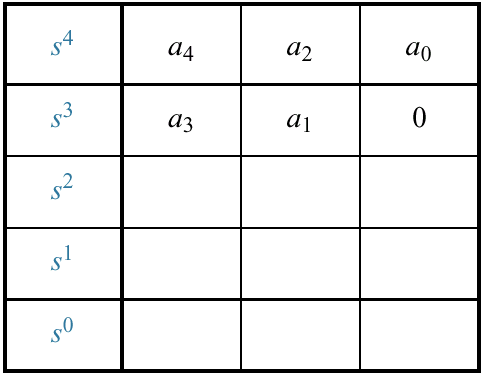 s⁴ a₄ a₂ a₀
s³ a₃ a₁ 0
s²
s¹
s⁰